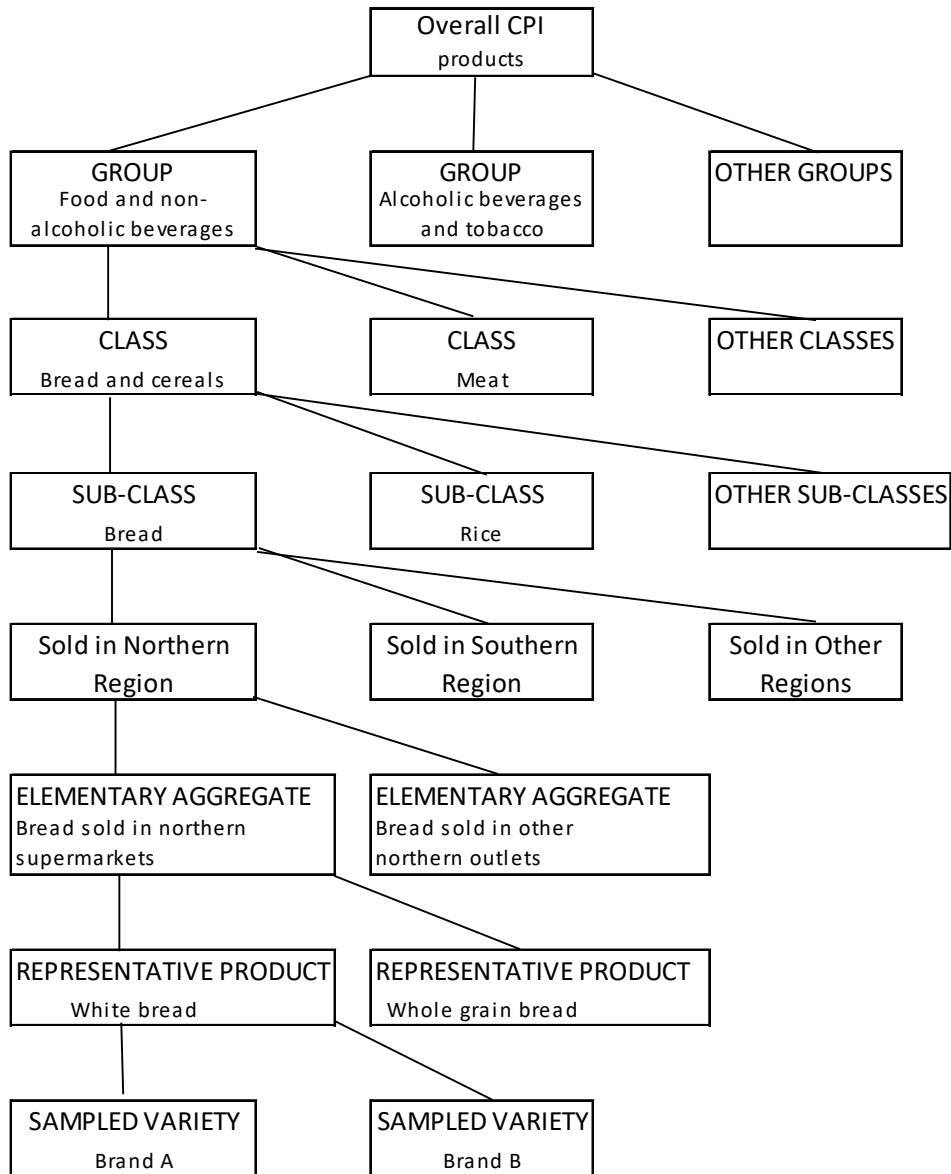 Overall CPI
products
GROUP
Food and non-
alcoholic beverages
GROUP
Alcoholic beverages
and tobacco
OTHER GROUPS
CLASS
Bread and cereals
CLASS
Meat
OTHER CLASSES
SUB-CLASS
Bread
SUB-CLASS
Rice
OTHER SUB-CLASSES
Sold in Northern
Region
Sold in Southern
Region
Sold in Other
Regions
ELEMENTARY AGGREGATE
Bread sold in northern
supermarkets
ELEMENTARY AGGREGATE
Bread sold in other
northern outlets
REPRESENTATIVE PRODUCT
White bread
REPRESENTATIVE PRODUCT
Whole grain bread
SAMPLED VARIETY
Brand A
SAMPLED VARIETY
Brand B